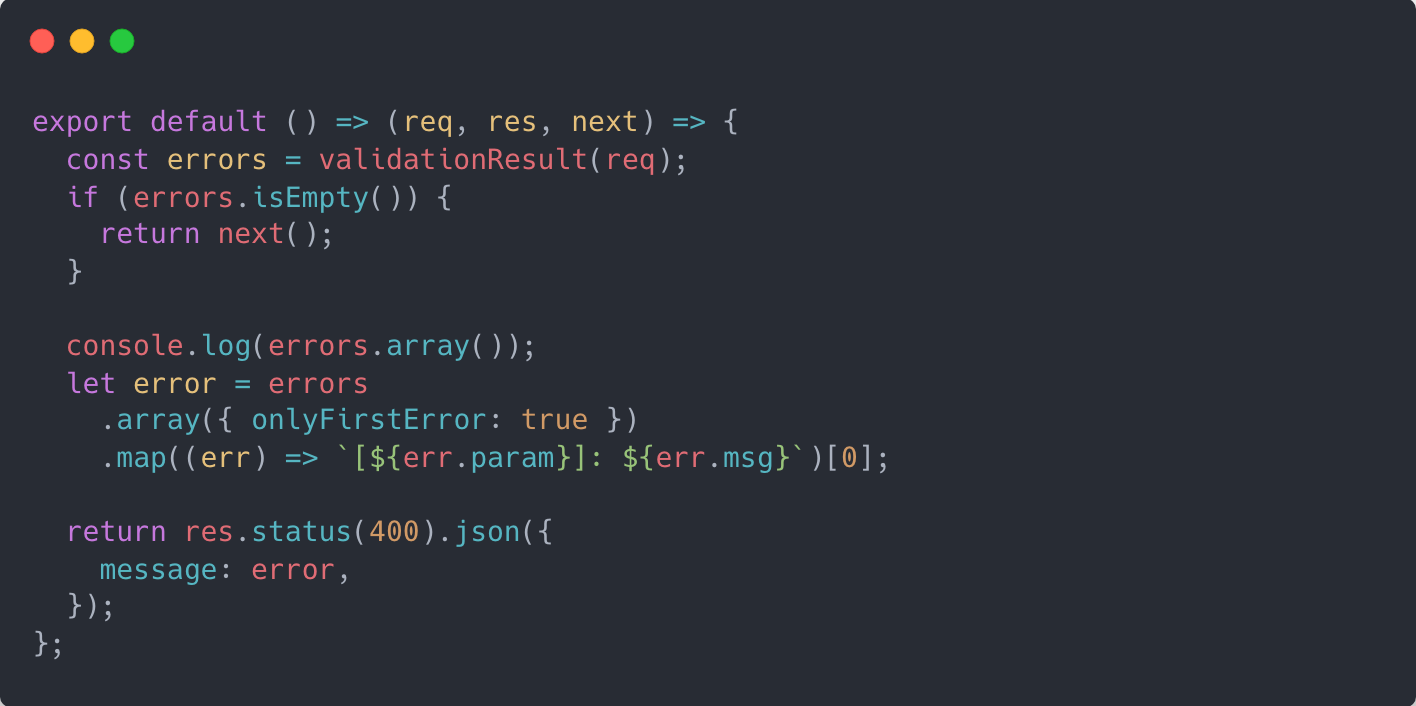 export default () => (req, res, next) => {
  const errors = validationResult(req);
  if (errors.isEmpty()) {
    return next();
  }

  console.log(errors.array());
  let error = errors
    .array({ onlyFirstError: true })
    .map((err) => `[${err.param}]: ${err.msg}`)[0];

  return res.status(400).json({
    message: error,
  });
};